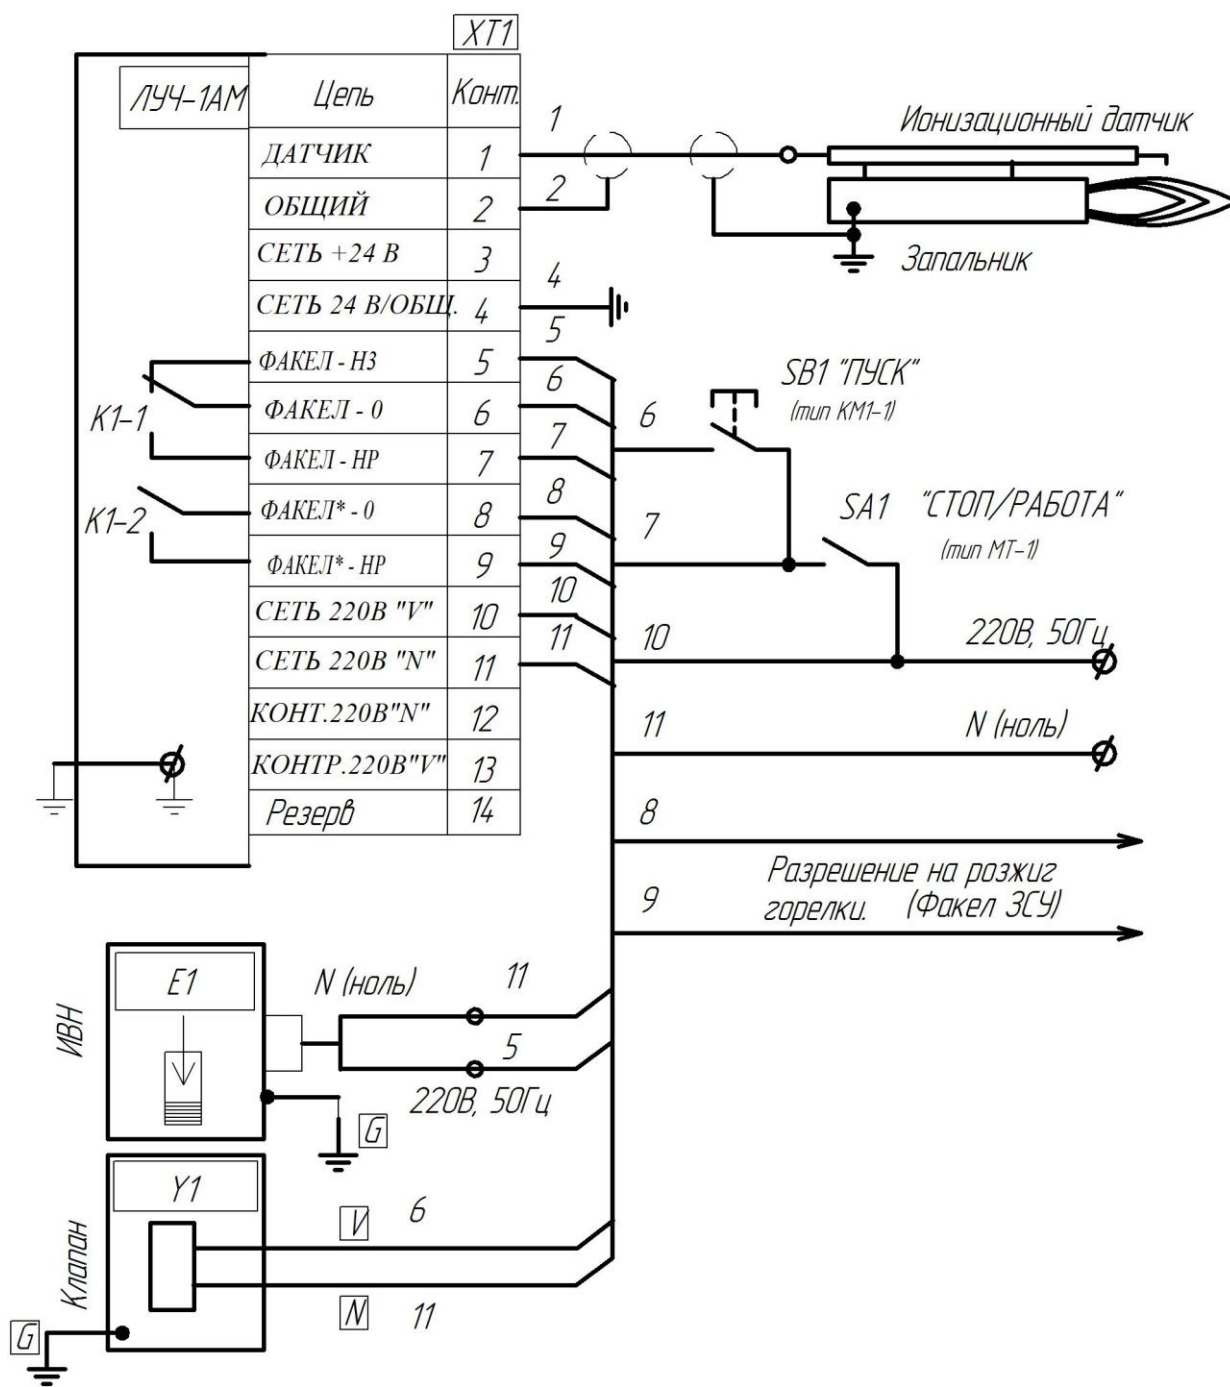 XT1
ЛУЧ-1АМ Цепь Конт.
ДАТЧИК 1
ОБЩИЙ 2
СЕТЬ +24 В 3
СЕТЬ 24 В/ОБЩ. 4
ФАКЕЛ - НЗ 5
ФАКЕЛ - 0 6
ФАКЕЛ - НР 7
ФАКЕЛ* - 0 8
ФАКЕЛ* - НР 9
СЕТЬ 220В "V" 10
СЕТЬ 220В "N" 11
КОНТ.220В"N" 12
КОНТР.220В"V" 13
Резерв 14
К1-1
К1-2
1
2
4
5
6
7
8
9
10
11
Ионизационный датчик
Запальник
SB1 "ПУСК"
(тип КМ1-1)
6
SA1 "СТОП/РАБОТА"
(тип МТ-1)
7
10
220В, 50Гц
11
N (ноль)
8
Разрешение на розжиг
горелки. (Факел ЗСУ)
9
ИВН
E1
N (ноль) 11
5
220В, 50Гц
G
Клапан
Y1
V 6
N 11
G